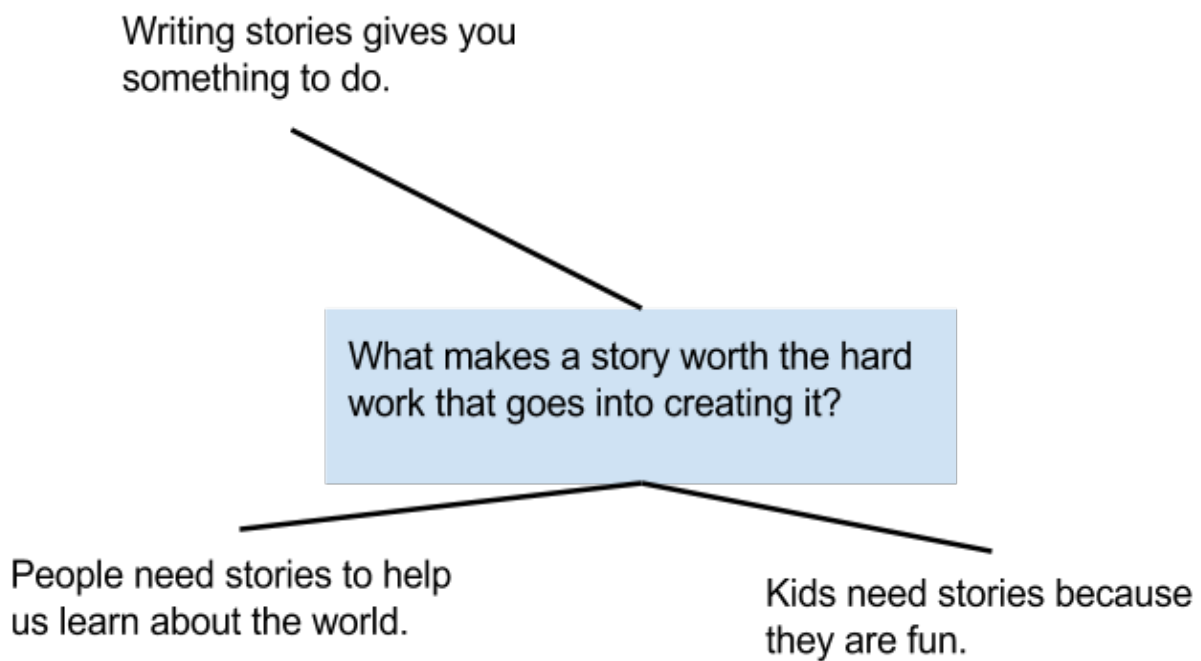 Writing stories gives you
something to do.
What makes a story worth the hard
work that goes into creating it?
People need stories to help
us learn about the world.
Kids need stories because
they are fun.